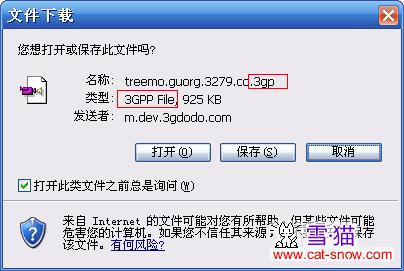 文件下载
您想打开或保存此文件吗?
名称: treemo.guorg.3279.cc.3gp
类型: 3GPP File, 925 KB
发送者: m.dev.3gdodo.com
打开(O) 保存(S) 取消
打开此类文件之前总是询问(W)
来自 Internet 的文件可能对您有所帮助,但某些文件可能
危害您的计算机。如果您不信任其来源,
保存
该文件。有何风险?
雪猫
www.cat-snow.com